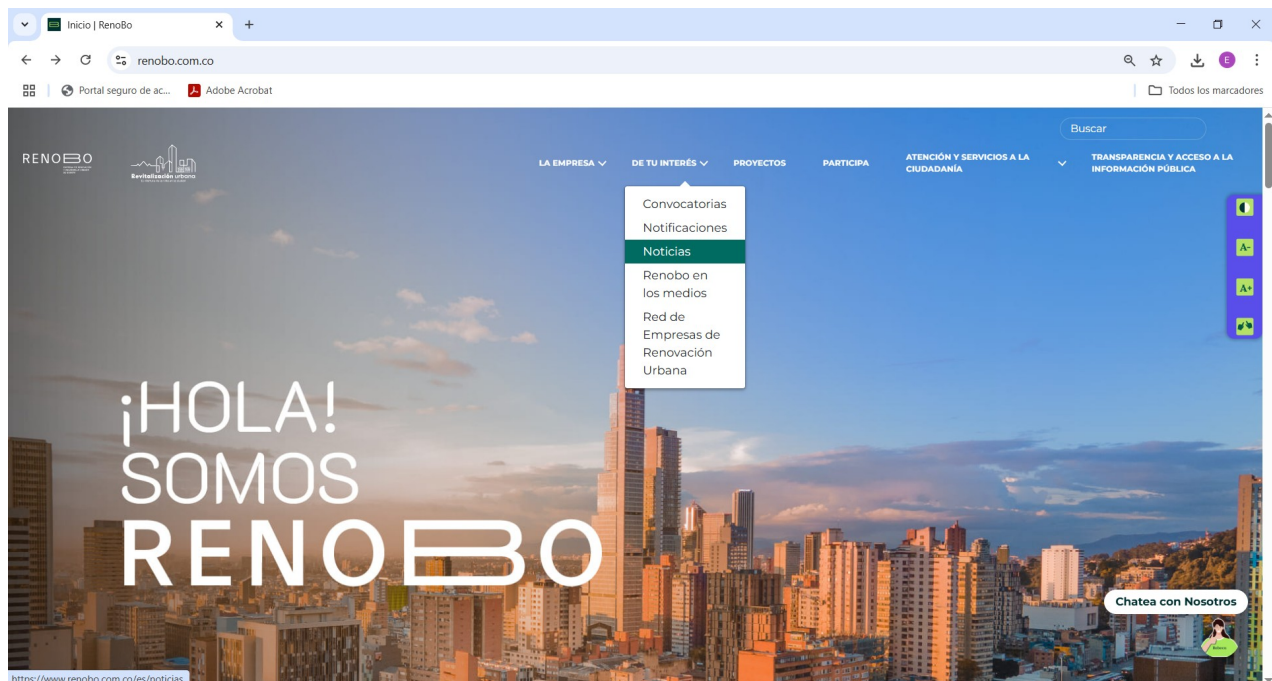 Inicio | RenoBo
renobo.com.co
E
Portal seguro de ac...
Adobe Acrobat
Todos los marcadores
Buscar
RENOBO
Revitalización urbana
LA EMPRESA
DE TU INTERÉS
PROYECTOS
PARTICIPA
ATENCIÓN Y SERVICIOS A LA
CIUDADANÍA
TRANSPARENCIA Y ACCESO A LA
INFORMACIÓN PÚBLICA
Convocatorias
Notificaciones
Noticias
Renobo en
los medios
Red de
Empresas de
Renovación
Urbana
A-
A+
¡HOLA!
SOMOS
RENOBO
Chatea con Nosotros
https://www.renobo.com.co/es/noticias